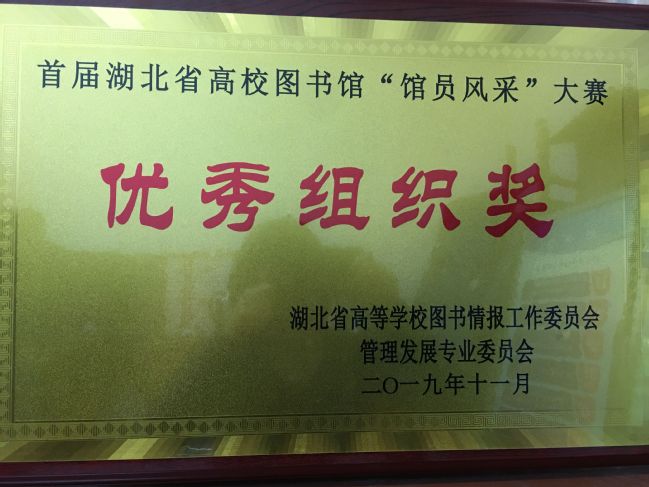 首届湖北省高校图书馆“馆员风采”大赛
优秀组织奖
湖北省高等学校图书情报工作委员会
管理发展专业委员会
二〇一九年十一月